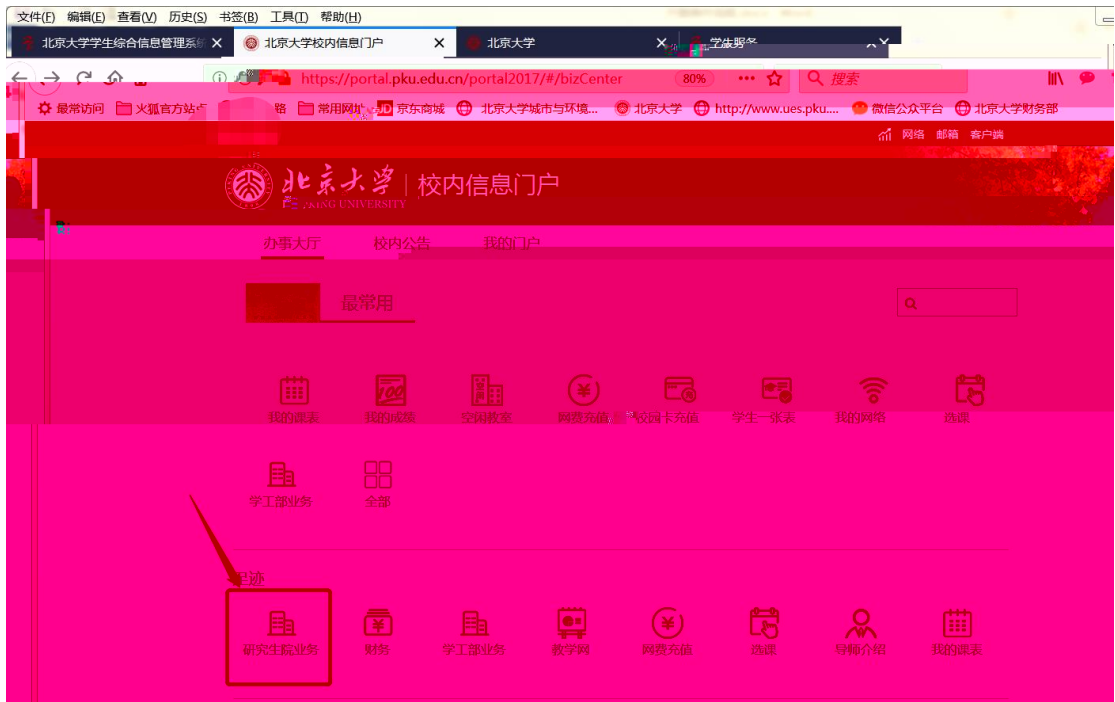 文件(F) 编辑(E) 查看(V) 历史(S) 书签(B) 工具(T) 帮助(H)
北京大学学生综合信息管理系统 北京大学校内信息门户 北京大学
https://portal.pku.edu.cn/portal2017/#/bizCenter 80% 搜索
最常访问 火狐官方站点 常用网址 京东商城 北京大学城市与环境... 北京大学 http://www.ues.pku.... 微信公众平台 北京大学财务部
网络 邮箱 客户端
北京大学 校内信息门户
PEKING UNIVERSITY
办事大厅 校内公告 我的门户
最常用
我的课表 我的成绩 空闲教室 网费充值 校园卡充值 学生一张表 我的网络 选课
学工部业务 全部
足迹
研究生院业务 财务 学工部业务 教学网 网费充值 选课 导师介绍 我的课表